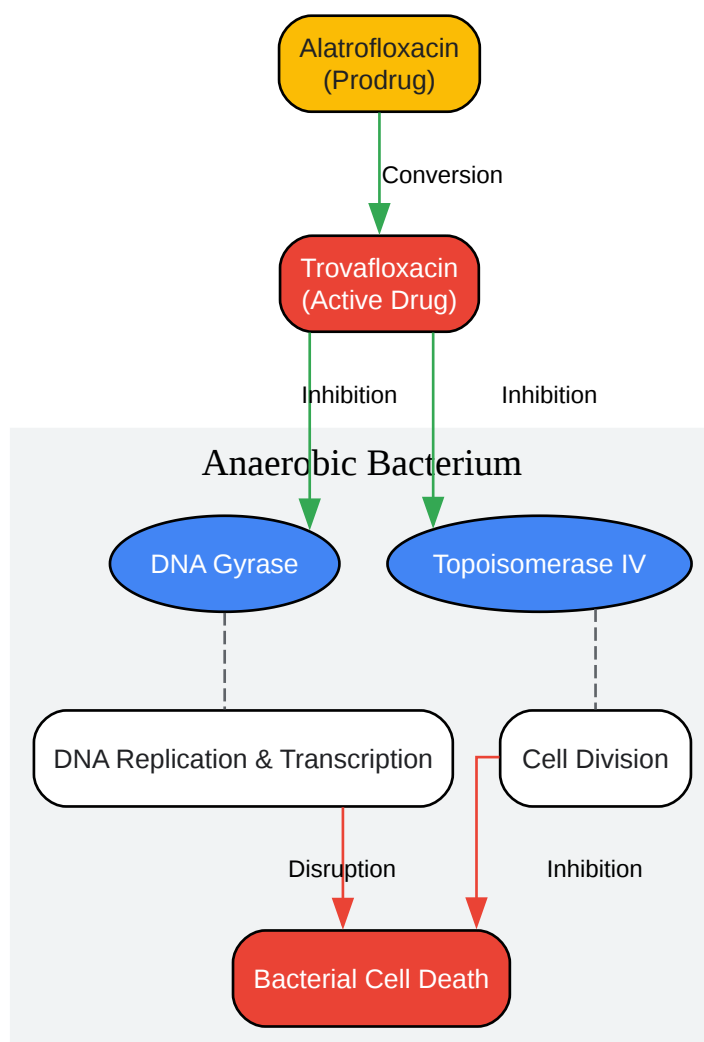 Alatrofloxacin
(Prodrug)
Conversion
Trovafloxacin
(Active Drug)
Inhibition
Inhibition
Anaerobic Bacterium
DNA Gyrase
Topoisomerase IV
DNA Replication & Transcription
Cell Division
Disruption
Inhibition
Bacterial Cell Death